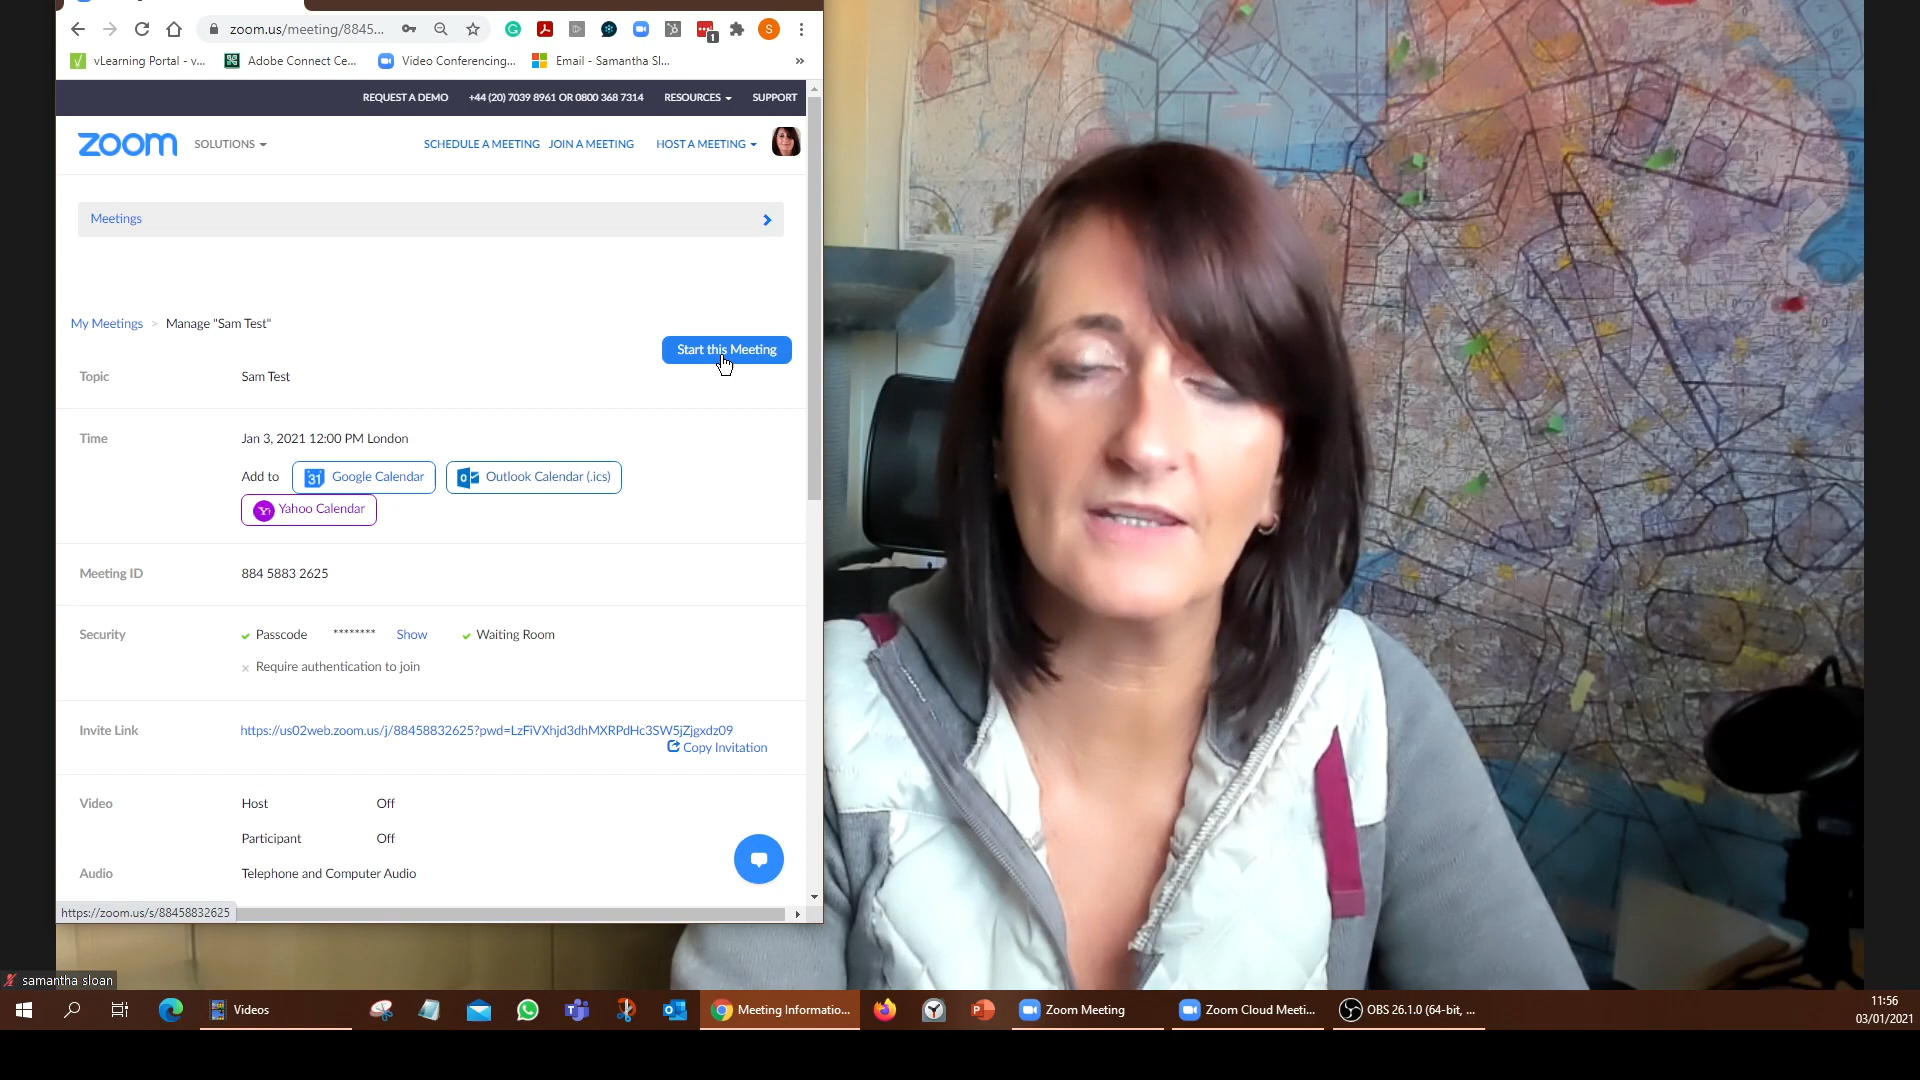 zoom.us/meeting/8845...
1
S
vLearning Portal - v...
Adobe Connect Ce...
Video Conferencing...
Email - Samantha Sl...
»
REQUEST A DEMO +44 (20) 7039 8961 OR 0800 368 7314 RESOURCES SUPPORT
zoom SOLUTIONS SCHEDULE A MEETING JOIN A MEETING HOST A MEETING
Meetings
My Meetings > Manage "Sam Test"
Start this Meeting
Topic Sam Test
Time Jan 3, 2021 12:00 PM London
Add to 31 Google Calendar Outlook Calendar (.ics)
Y! Yahoo Calendar
Meeting ID 884 5883 2625
Security Passcode ******** Show Waiting Room
Require authentication to join
Invite Link https://us02web.zoom.us/j/88458832625?pwd=LzFiVXhjd3dhMXRPdHc3SW5jZjgxdz09
Copy Invitation
Video Host Off
Participant Off
Audio Telephone and Computer Audio
https://zoom.us/s/88458832625
samantha sloan
Videos
Meeting Informatio...
Zoom Meeting
Zoom Cloud Meeti...
OBS 26.1.0 (64-bit, ...
11:56
03/01/2021